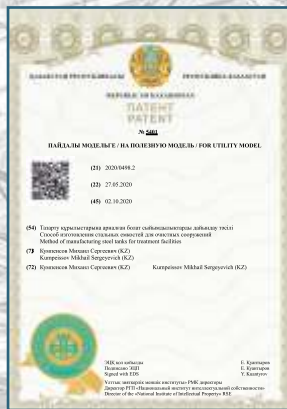 ҚАЗАҚСТАН РЕСПУБЛИКАСЫ
РЕСПУБЛИКА КАЗАХСТАН
REPUBLIC OF KAZAKHSTAN
ПАТЕНТ
PATENT
№ 5401
ПАЙДАЛЫ МОДЕЛЬГЕ / НА ПОЛЕЗНУЮ МОДЕЛЬ / FOR UTILITY MODEL
(21) 2020/0498.2
(22) 27.05.2020
(45) 02.10.2020
(54) Тазарту құрылыстарына арналған болат сыйымдылықтарды дайындау тәсілі
Способ изготовления стальных емкостей для очистных сооружений
Method of manufacturing steel tanks for treatment facilities
(73) Кумпеисов Михаил Сергеевич (KZ)
Kumpeissov Mikhail Sergeyevich (KZ)
(72) Кумпеисов Михаил Сергеевич (KZ) Kumpeissov Mikhail Sergeyevich (KZ)
ЭЦҚ қол қойылды
Подписано ЭЦП
Signed with EDS
Е. Куантыров
Е. Куантыров
Y. Kuantyrov
«Ұлттық зияткерлік меншік институты» РМК директоры
Директор РГП «Национальный институт интеллектуальной собственности»
Director of the «National Institute of Intellectual Property» RSE